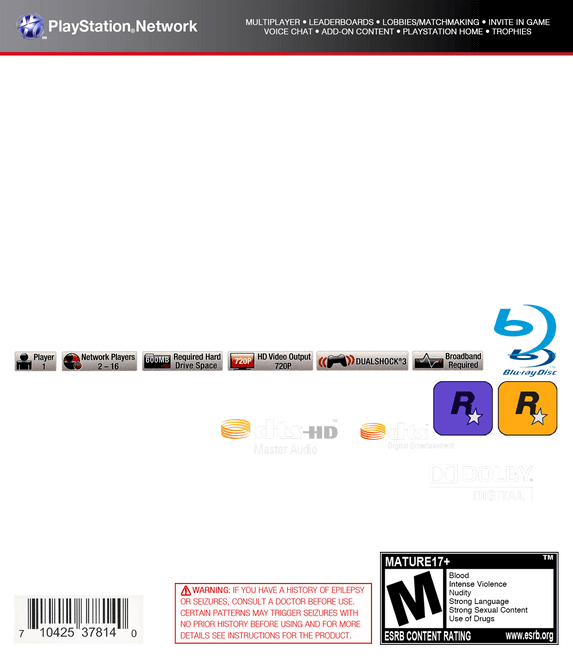 PlayStation®Network
MULTIPLAYER • LEADERBOARDS • LOBBIES/MATCHMAKING • INVITE IN GAME
VOICE CHAT • ADD-ON CONTENT • PLAYSTATION HOME • TROPHIES
Player
1
Network Players
2 – 16
600MB
Required Hard
Drive Space
720P
HD Video Output
720P
DUALSHOCK®3
Broadband
Required
Blu-ray Disc
R
R
dts-HD™
Master Audio
dts
Digital Entertainment
DOLBY
DIGITAL
WARNING: IF YOU HAVE A HISTORY OF EPILEPSY
OR SEIZURES, CONSULT A DOCTOR BEFORE USE.
CERTAIN PATTERNS MAY TRIGGER SEIZURES WITH
NO PRIOR HISTORY BEFORE USING AND FOR MORE
DETAILS SEE INSTRUCTIONS FOR THE PRODUCT.
MATURE17+ ™
M
Blood
Intense Violence
Nudity
Strong Language
Strong Sexual Content
Use of Drugs
ESRB CONTENT RATING www.esrb.org
7 10425 37814 0